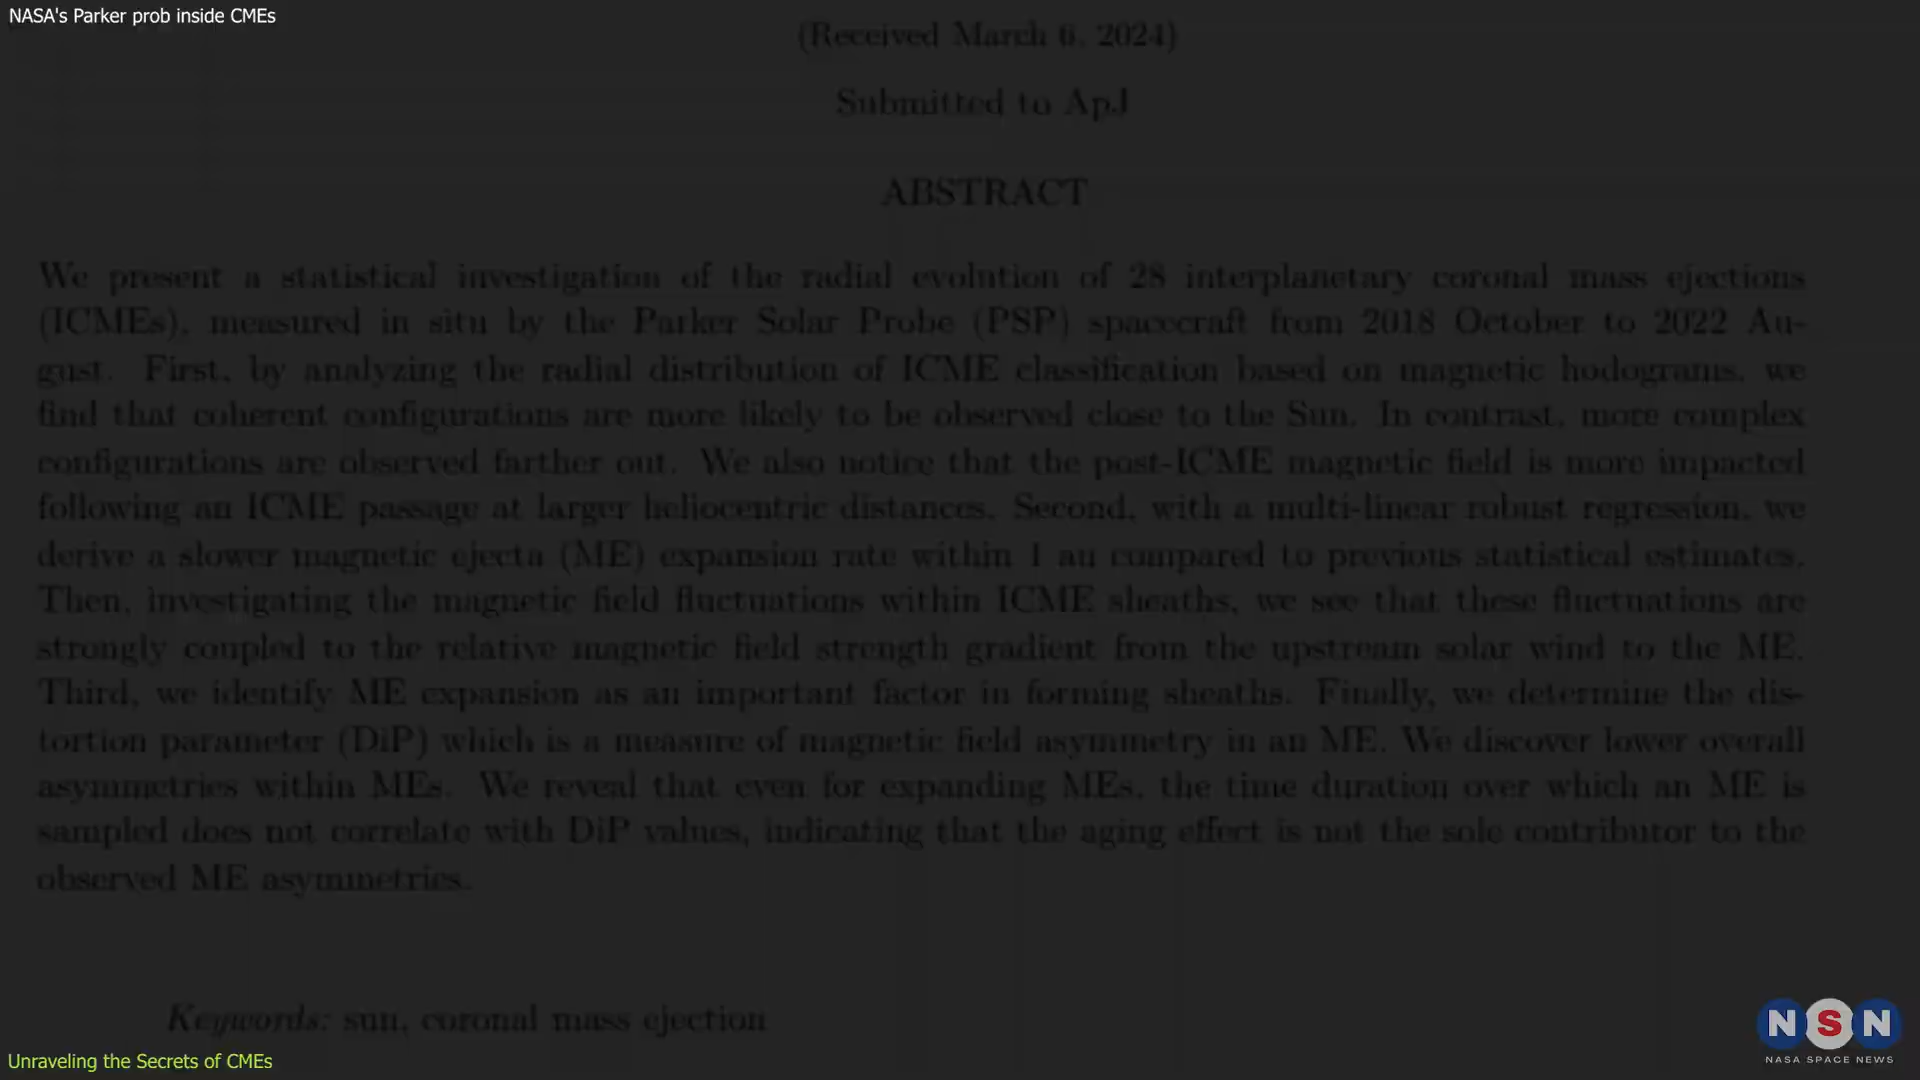 NASA's Parker prob inside CMEs
(Received March 6, 2024)
Submitted to ApJ
ABSTRACT
We present a statistical investigation of the radial evolution of 28 interplanetary coronal mass ejections
(ICMEs), measured in situ by the Parker Solar Probe (PSP) spacecraft from 2018 October to 2022 Au-
gust. First, by analyzing the radial distribution of ICME classification based on magnetic hodograms, we
find that coherent configurations are more likely to be observed close to the Sun. In contrast, more complex
configurations are observed farther out. We also notice that the post-ICME magnetic field is more impacted
following an ICME passage at larger heliocentric distances. Second, with a multi-linear robust regression, we
derive a slower magnetic ejecta (ME) expansion rate within 1 au compared to previous statistical estimates.
Then, investigating the magnetic field fluctuations within ICME sheaths, we see that these fluctuations are
strongly coupled to the relative magnetic field strength gradient from the upstream solar wind to the ME.
Third, we identify ME expansion as an important factor in forming sheaths. Finally, we determine the dis-
tortion parameter (DiP) which is a measure of magnetic field asymmetry in an ME. We discover lower overall
asymmetries within MEs. We reveal that even for expanding MEs, the time duration over which an ME is
sampled does not correlate with DiP values, indicating that the aging effect is not the sole contributor to the
observed ME asymmetries.
Keywords: sun, coronal mass ejection
Unraveling the Secrets of CMEs
NSN
NASA SPACE NEWS